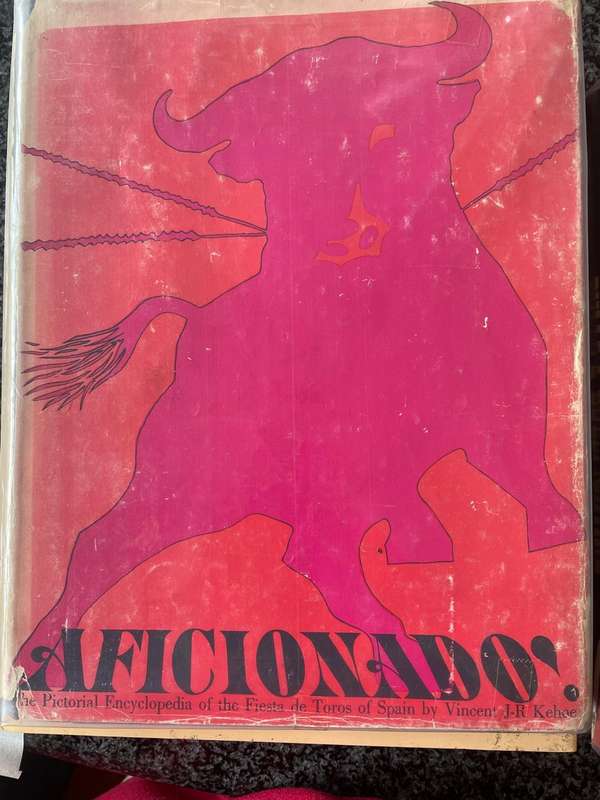 AFICIONADO!
The Pictorial Encyclopedia of the Fiesta de Toros of Spain by Vincent J-R Kehoe